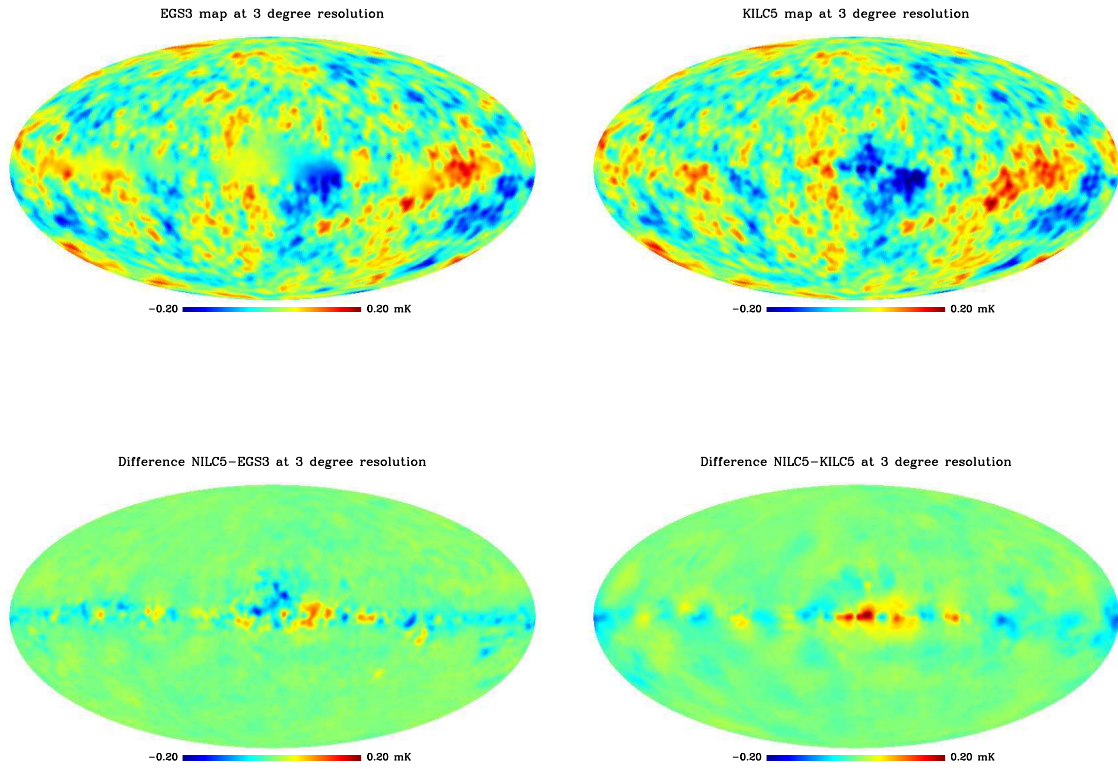 EGS3 map at 3 degree resolution
KILC5 map at 3 degree resolution
−0.20 0.20 mK
−0.20 0.20 mK
Difference NILC5−EGS3 at 3 degree resolution
Difference NILC5−KILC5 at 3 degree resolution
−0.20 0.20 mK
−0.20 0.20 mK